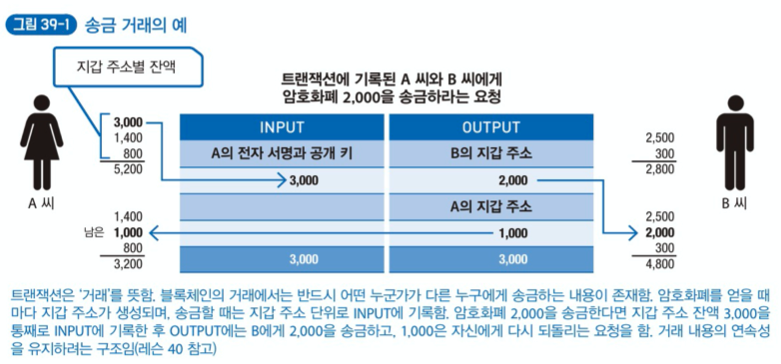 그림 39-1 송금 거래의 예
지갑 주소별 잔액
트랜잭션에 기록된 A 씨와 B 씨에게
암호화폐 2,000을 송금하라는 요청
3,000
1,400
800
5,200
A 씨
1,400
남은 1,000
800
3,200
INPUT OUTPUT
A의 전자 서명과 공개 키 B의 지갑 주소
3,000 2,000
A의 지갑 주소
1,000
3,000 3,000
2,500
300
2,800
B 씨
2,500
2,000
300
4,800
트랜잭션은 ‘거래’를 뜻함. 블록체인의 거래에서는 반드시 어떤 누군가가 다른 누구에게 송금하는 내용이 존재함. 암호화폐를 얻을 때
마다 지갑 주소가 생성되며, 송금할 때는 지갑 주소 단위로 INPUT에 기록함. 암호화폐 2,000을 송금한다면 지갑 주소 잔액 3,000을
통째로 INPUT에 기록한 후 OUTPUT에는 B에게 2,000을 송금하고, 1,000은 자신에게 다시 되돌리는 요청을 함. 거래 내용의 연속성
을 유지하려는 구조임(레슨 40 참고)